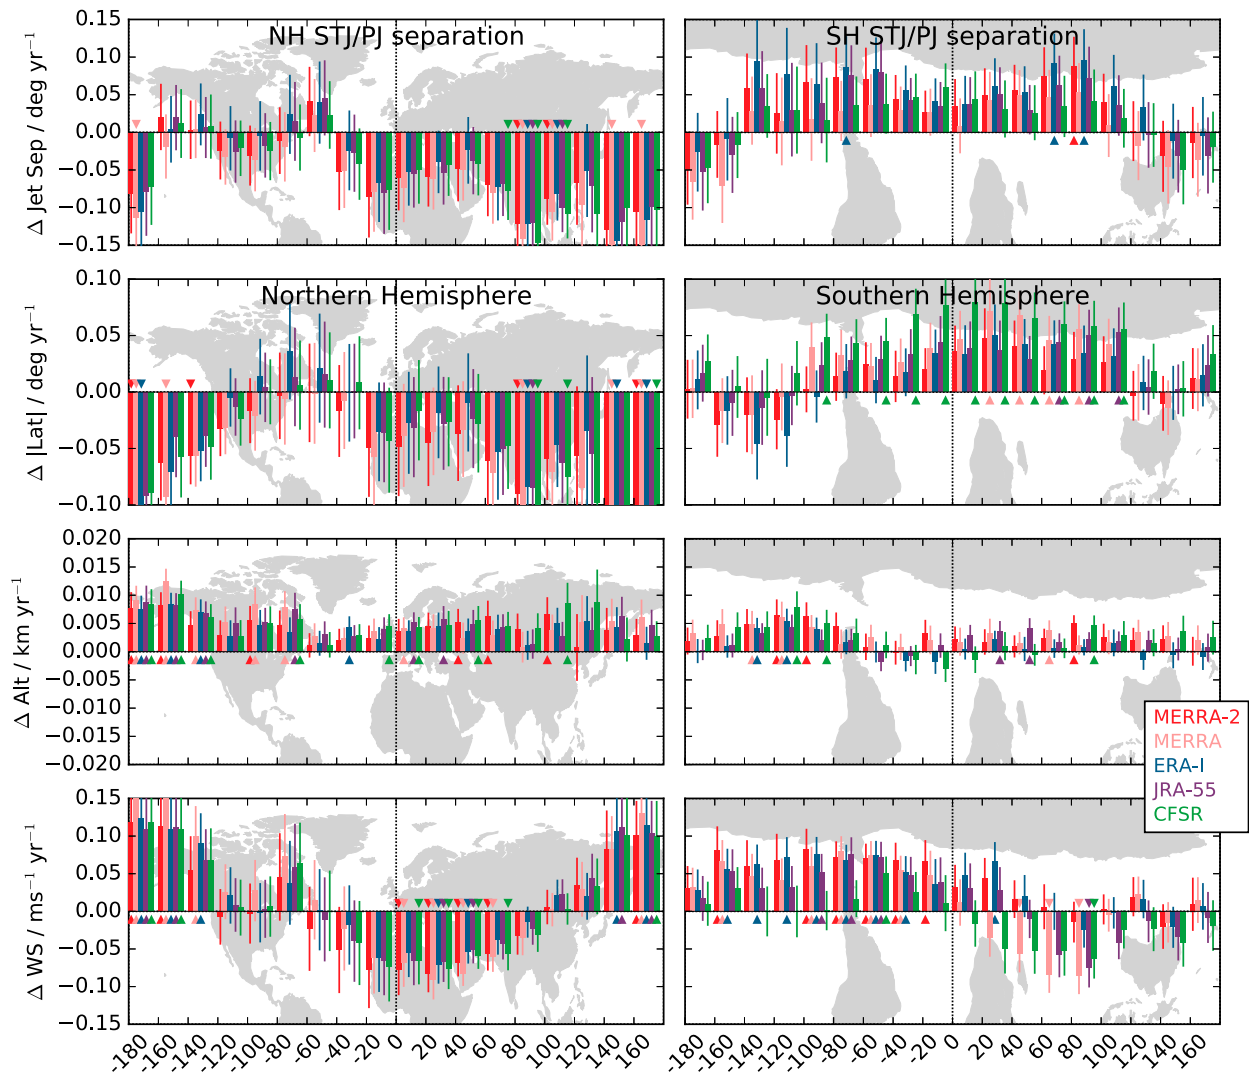 NH STJ/PJ separation
SH STJ/PJ separation
Δ Jet Sep / deg yr⁻¹
0.15
0.10
0.05
0.00
−0.05
−0.10
−0.15
Northern Hemisphere
Southern Hemisphere
Δ |Lat| / deg yr⁻¹
0.10
0.05
0.00
−0.05
−0.10
Δ Alt / km yr⁻¹
0.020
0.015
0.010
0.005
0.000
−0.005
−0.010
−0.015
−0.020
MERRA-2
MERRA
ERA-I
JRA-55
CFSR
Δ WS / ms⁻¹ yr⁻¹
0.15
0.10
0.05
0.00
−0.05
−0.10
−0.15
-180 -160 -140 -120 -100 -80 -60 -40 -20 0 20 40 60 80 100 120 140 160
-180 -160 -140 -120 -100 -80 -60 -40 -20 0 20 40 60 80 100 120 140 160